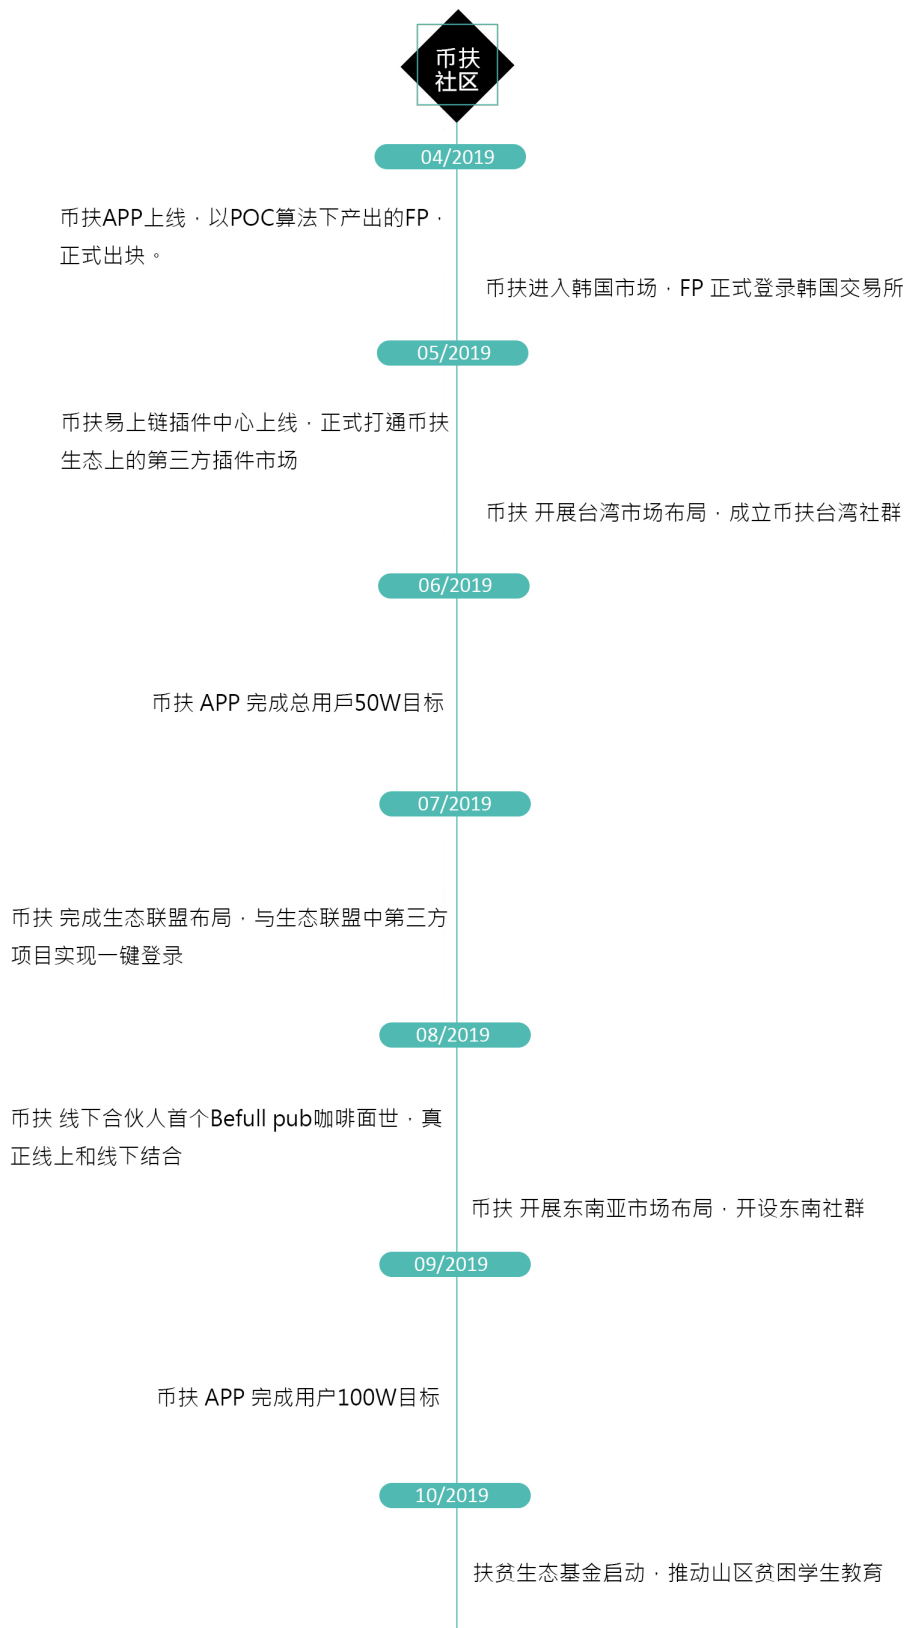 币扶
社区
04/2019
币扶APP上线，以POC算法下产出的FP，
正式出块。
币扶进入韩国市场，FP 正式登录韩国交易所
05/2019
币扶易上链插件中心上线，正式打通币扶
生态上的第三方插件市场
币扶 开展台湾市场布局，成立币扶台湾社群
06/2019
币扶 APP 完成总用戶50W目标
07/2019
币扶 完成生态联盟布局，与生态联盟中第三方
项目实现一键登录
08/2019
币扶 线下合伙人首个Befull pub咖啡面世，真
正线上和线下结合
币扶 开展东南亚市场布局，开设东南社群
09/2019
币扶 APP 完成用户100W目标
10/2019
扶贫生态基金启动，推动山区贫困学生教育